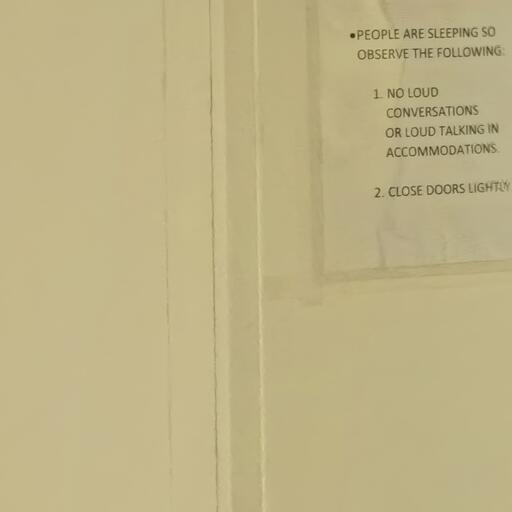 •PEOPLE ARE SLEEPING SO
OBSERVE THE FOLLOWING:
1. NO LOUD
CONVERSATIONS
OR LOUD TALKING IN
ACCOMMODATIONS.
2. CLOSE DOORS LIGHTLY